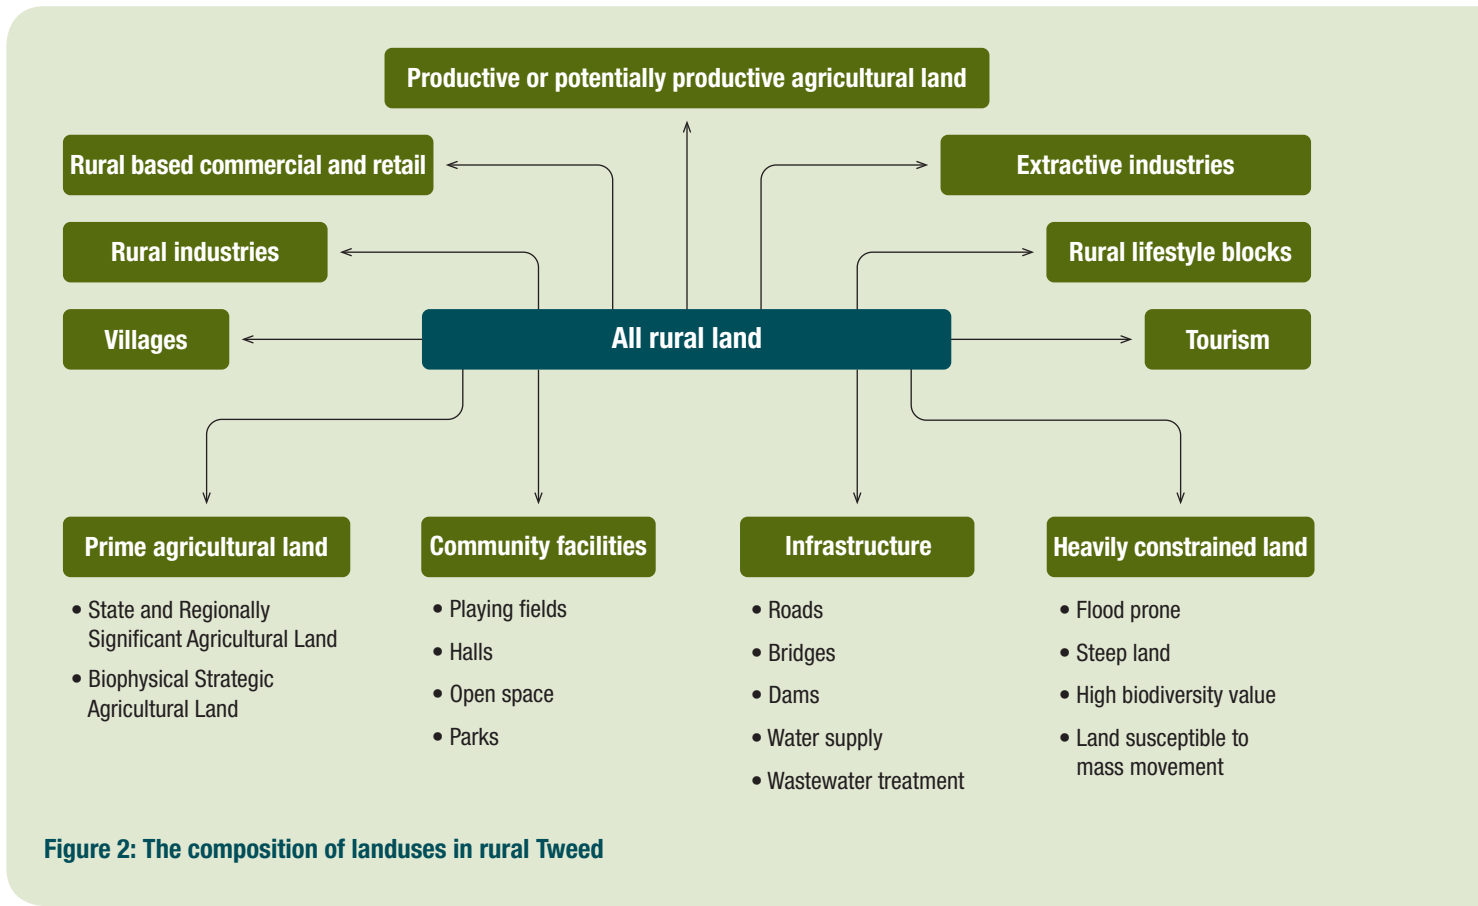 Productive or potentially productive agricultural land
Rural based commercial and retail
Extractive industries
Rural industries
Rural lifestyle blocks
Villages
All rural land
Tourism
Prime agricultural land
• State and Regionally
Significant Agricultural Land
• Biophysical Strategic
Agricultural Land
Community facilities
• Playing fields
• Halls
• Open space
• Parks
Infrastructure
• Roads
• Bridges
• Dams
• Water supply
• Wastewater treatment
Heavily constrained land
• Flood prone
• Steep land
• High biodiversity value
• Land susceptible to
mass movement
Figure 2: The composition of landuses in rural Tweed